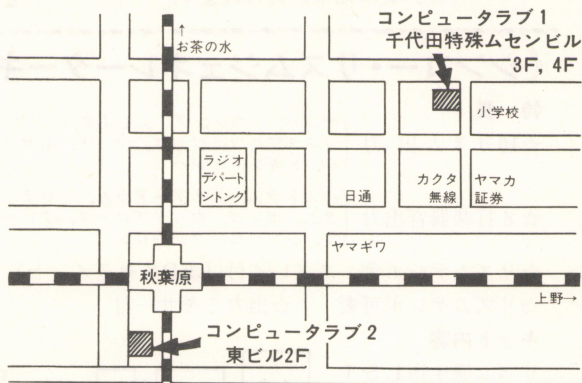 コンピュータラブ1
千代田特殊ムセンビル
3F, 4F
↑
お茶の水
小学校
ラジオ
デパート
シトング
日通
カクタ
無線
ヤマカ
証券
ヤマギワ
秋葉原
上野→
コンピュータラブ2
東ビル2F